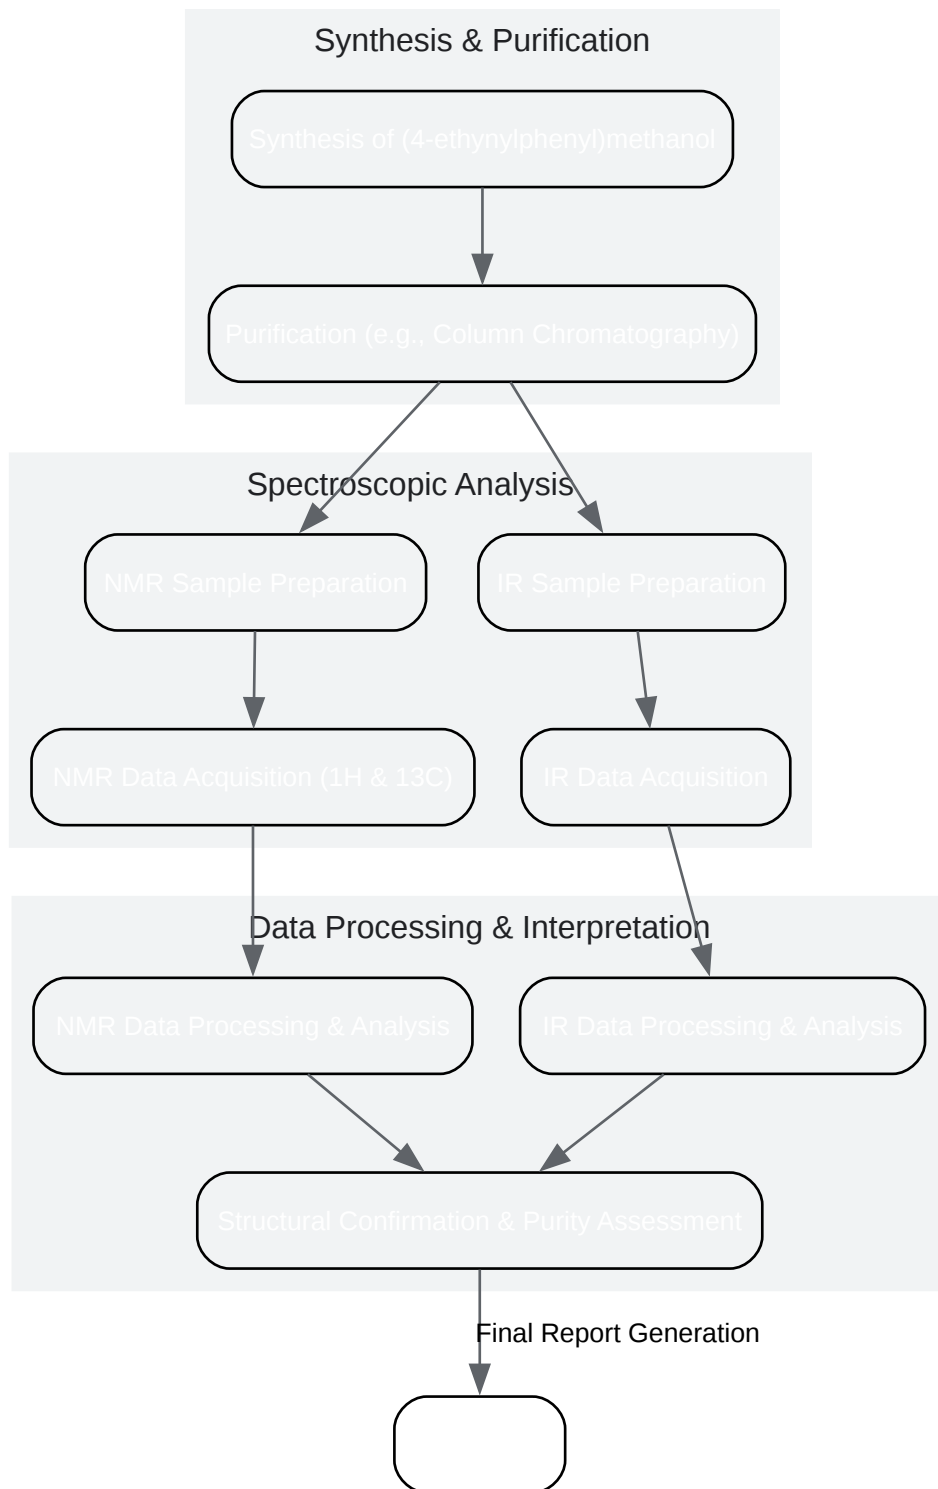 Synthesis & Purification
Synthesis of (4-ethynylphenyl)methanol
Purification (e.g., Column Chromatography)
Spectroscopic Analysis
NMR Sample Preparation
IR Sample Preparation
NMR Data Acquisition (1H & 13C)
IR Data Acquisition
Data Processing & Interpretation
NMR Data Processing & Analysis
IR Data Processing & Analysis
Structural Confirmation & Purity Assessment
Final Report Generation